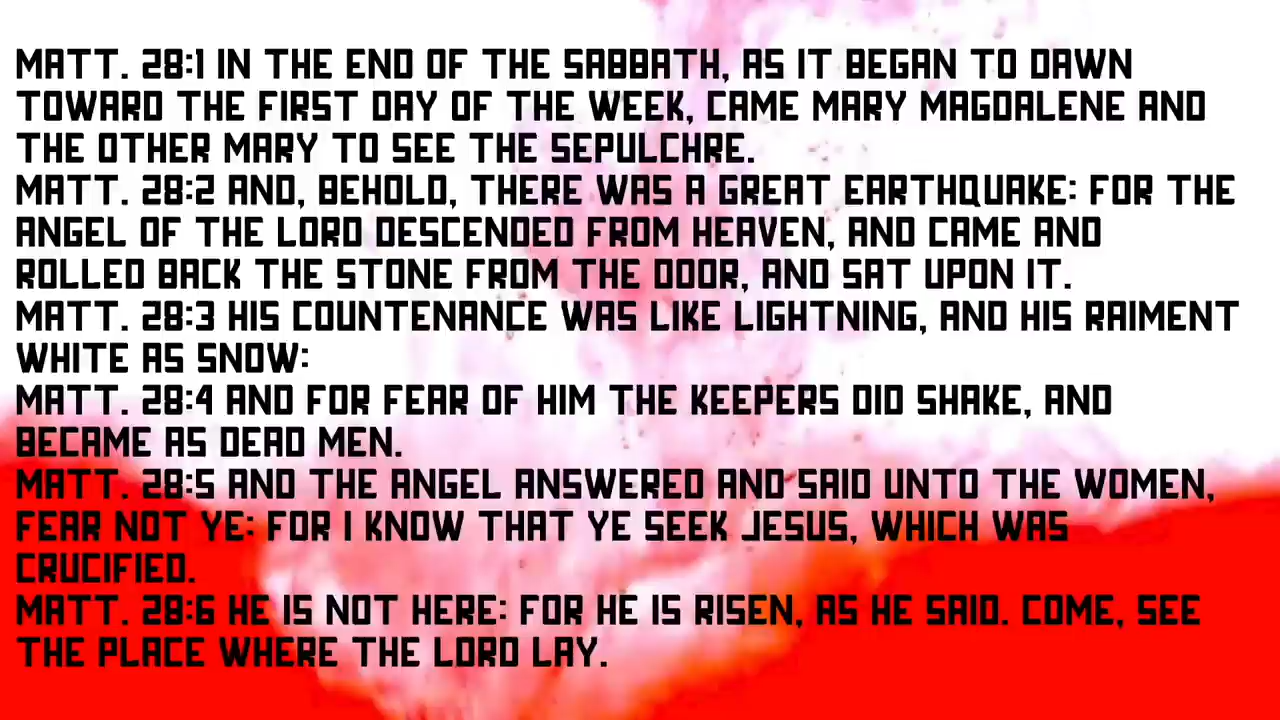 MATT. 28:1 IN THE END OF THE SABBATH, AS IT BEGAN TO DAWN
TOWARD THE FIRST DAY OF THE WEEK, CAME MARY MAGDALENE AND
THE OTHER MARY TO SEE THE SEPULCHRE.
MATT. 28:2 AND, BEHOLD, THERE WAS A GREAT EARTHQUAKE: FOR THE
ANGEL OF THE LORD DESCENDED FROM HEAVEN, AND CAME AND
ROLLED BACK THE STONE FROM THE DOOR, AND SAT UPON IT.
MATT. 28:3 HIS COUNTENANCE WAS LIKE LIGHTNING, AND HIS RAIMENT
WHITE AS SNOW:
MATT. 28:4 AND FOR FEAR OF HIM THE KEEPERS DID SHAKE, AND
BECAME AS DEAD MEN.
MATT. 28:5 AND THE ANGEL ANSWERED AND SAID UNTO THE WOMEN,
FEAR NOT YE: FOR I KNOW THAT YE SEEK JESUS, WHICH WAS
CRUCIFIED.
MATT. 28:6 HE IS NOT HERE: FOR HE IS RISEN, AS HE SAID. COME, SEE
THE PLACE WHERE THE LORD LAY.